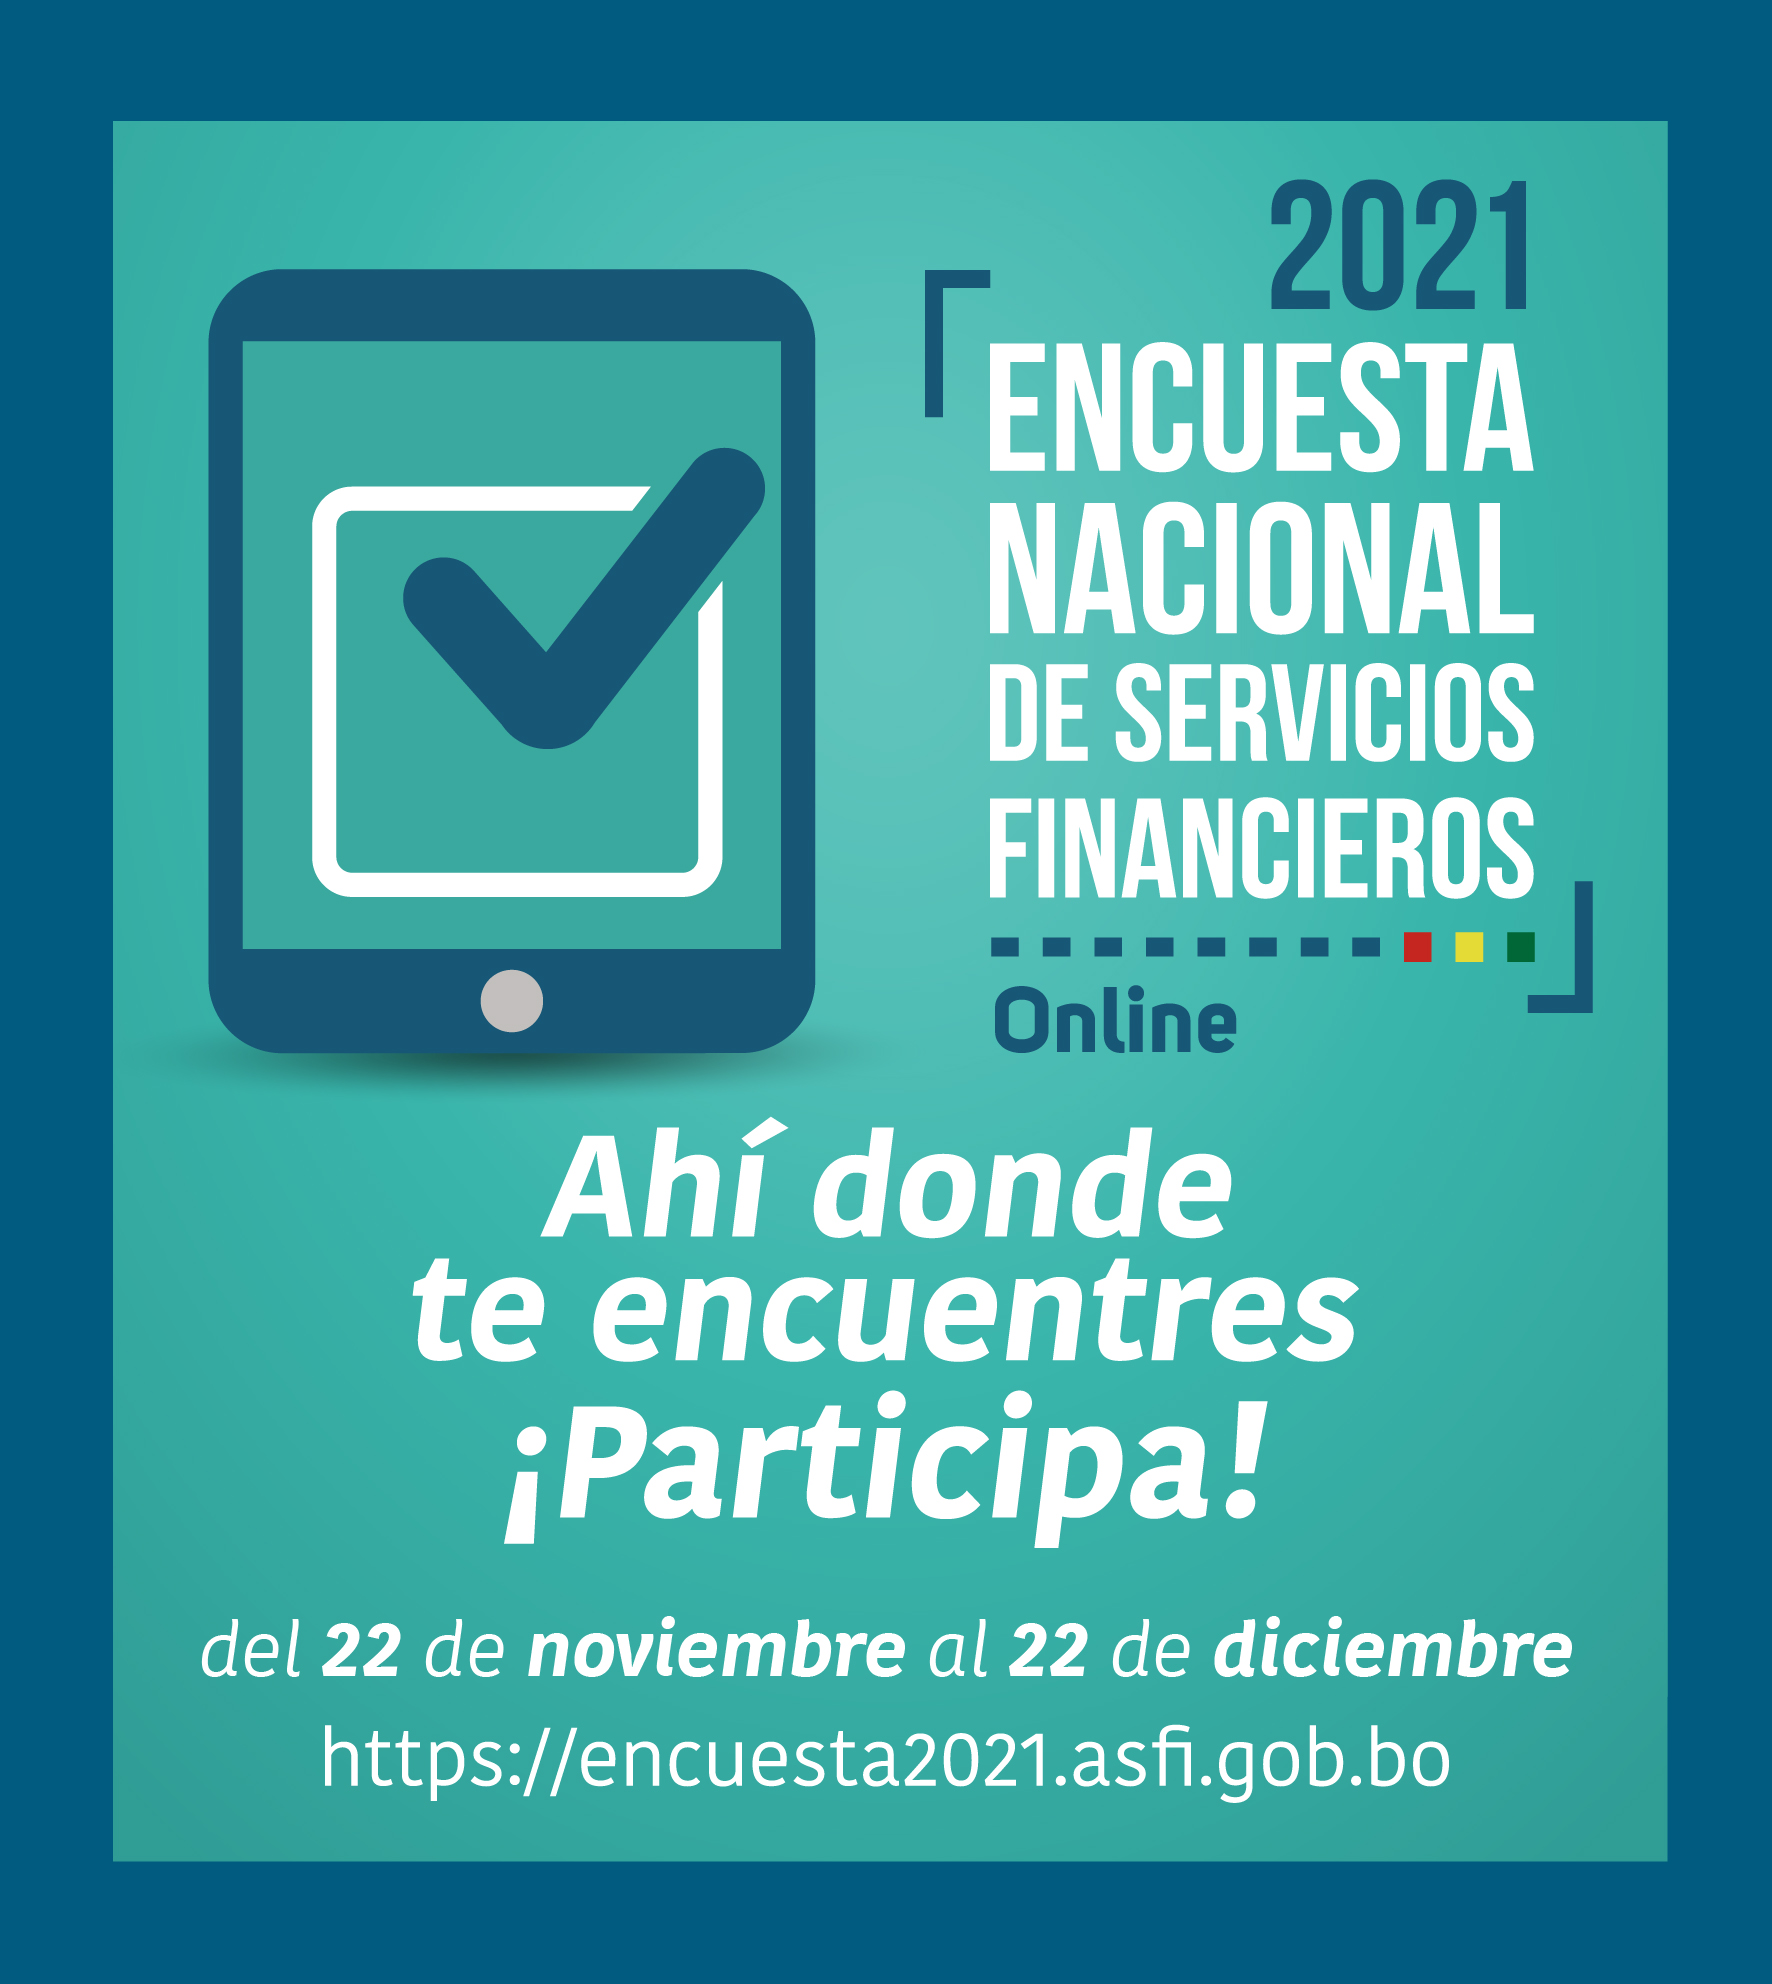 2021
ENCUESTA
NACIONAL
DE SERVICIOS
FINANCIEROS
Online
Ahí donde
te encuentres
¡Participa!
del 22 de noviembre al 22 de diciembre
https://encuesta2021.asfi.gob.bo